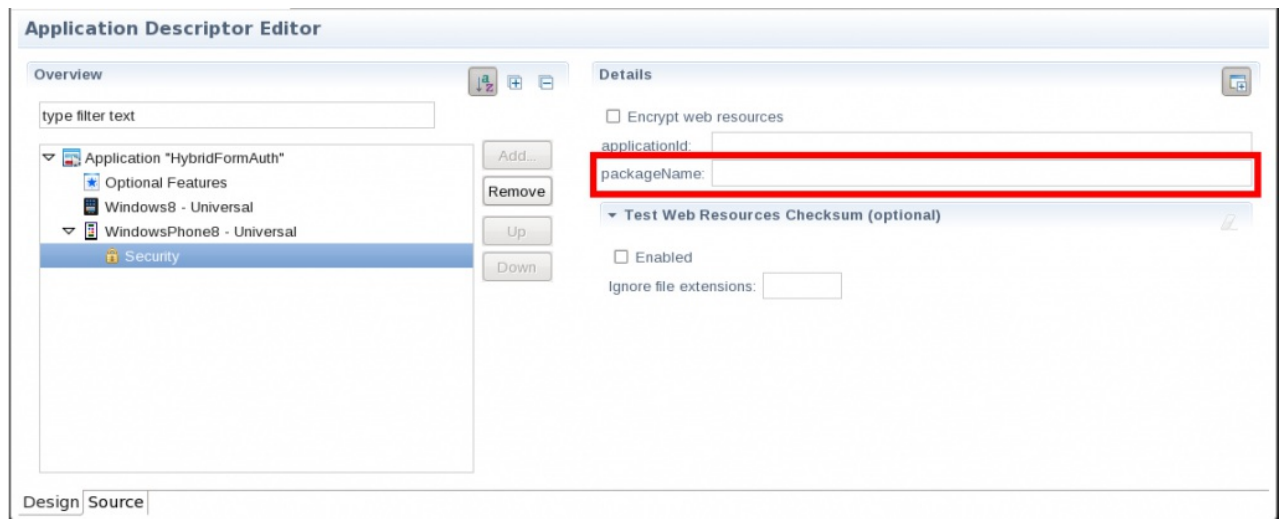 Application Descriptor Editor
Overview
type filter text
Application "HybridFormAuth"
Optional Features
Windows8 - Universal
WindowsPhone8 - Universal
Security
Add...
Remove
Up
Down
Details
Encrypt web resources
applicationId:
packageName:
Test Web Resources Checksum (optional)
Enabled
Ignore file extensions:
Design Source